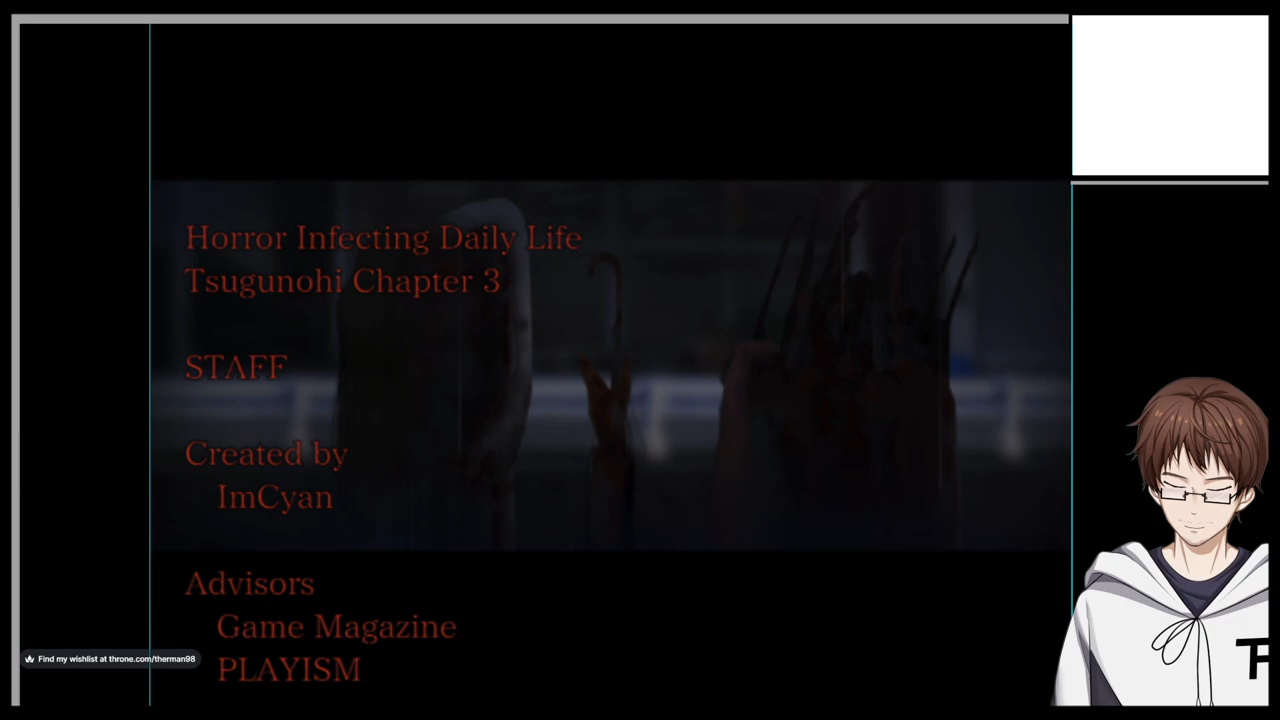 Horror Infecting Daily Life
Tsugunohi Chapter 3
STAFF
Created by
ImCyan
Advisors
Game Magazine
PLAYISM
Find my wishlist at throne.com/therman98